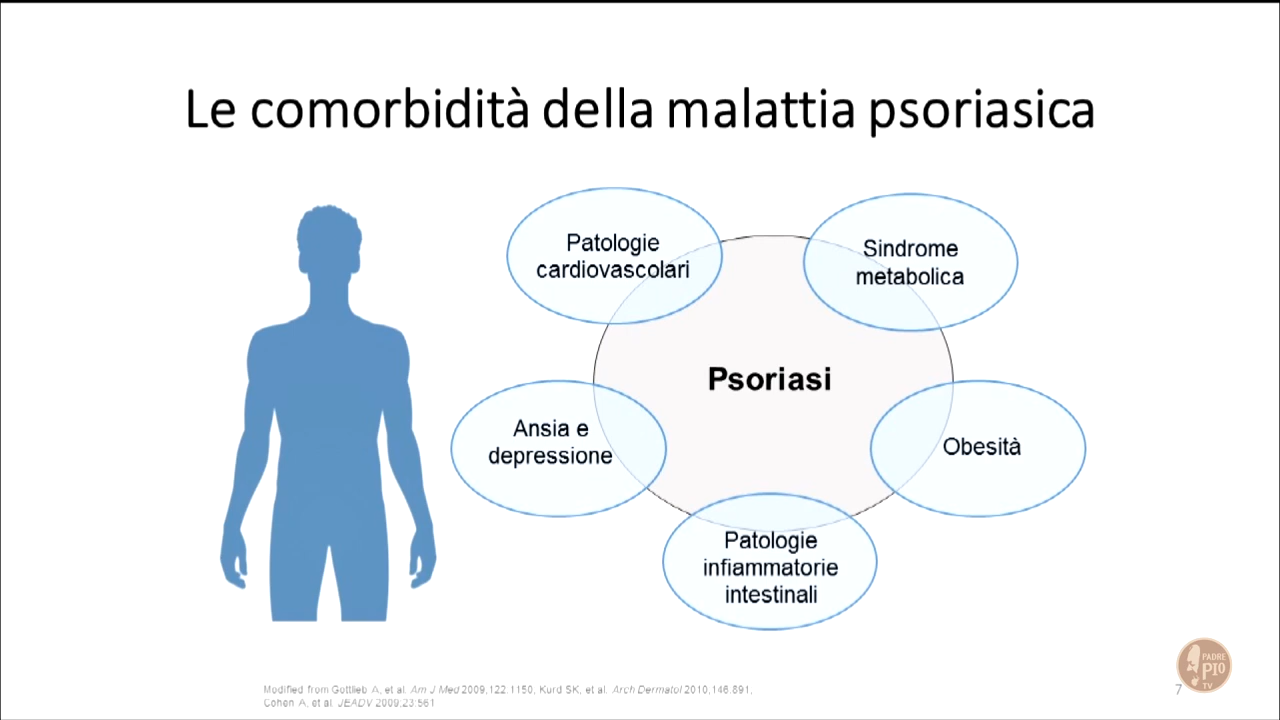 Le comorbidità della malattia psoriasica
Patologie
cardiovascolari
Sindrome
metabolica
Psoriasi
Ansia e
depressione
Obesità
Patologie
infiammatorie
intestinali
Modified from Gottlieb A, et al. Am J Med 2009,122:1150, Kurd SK, et al. Arch Dermatol 2010;146:891,
Cohen A, et al. JEADV 2009;23:561
7
PADRE
PIO
TV